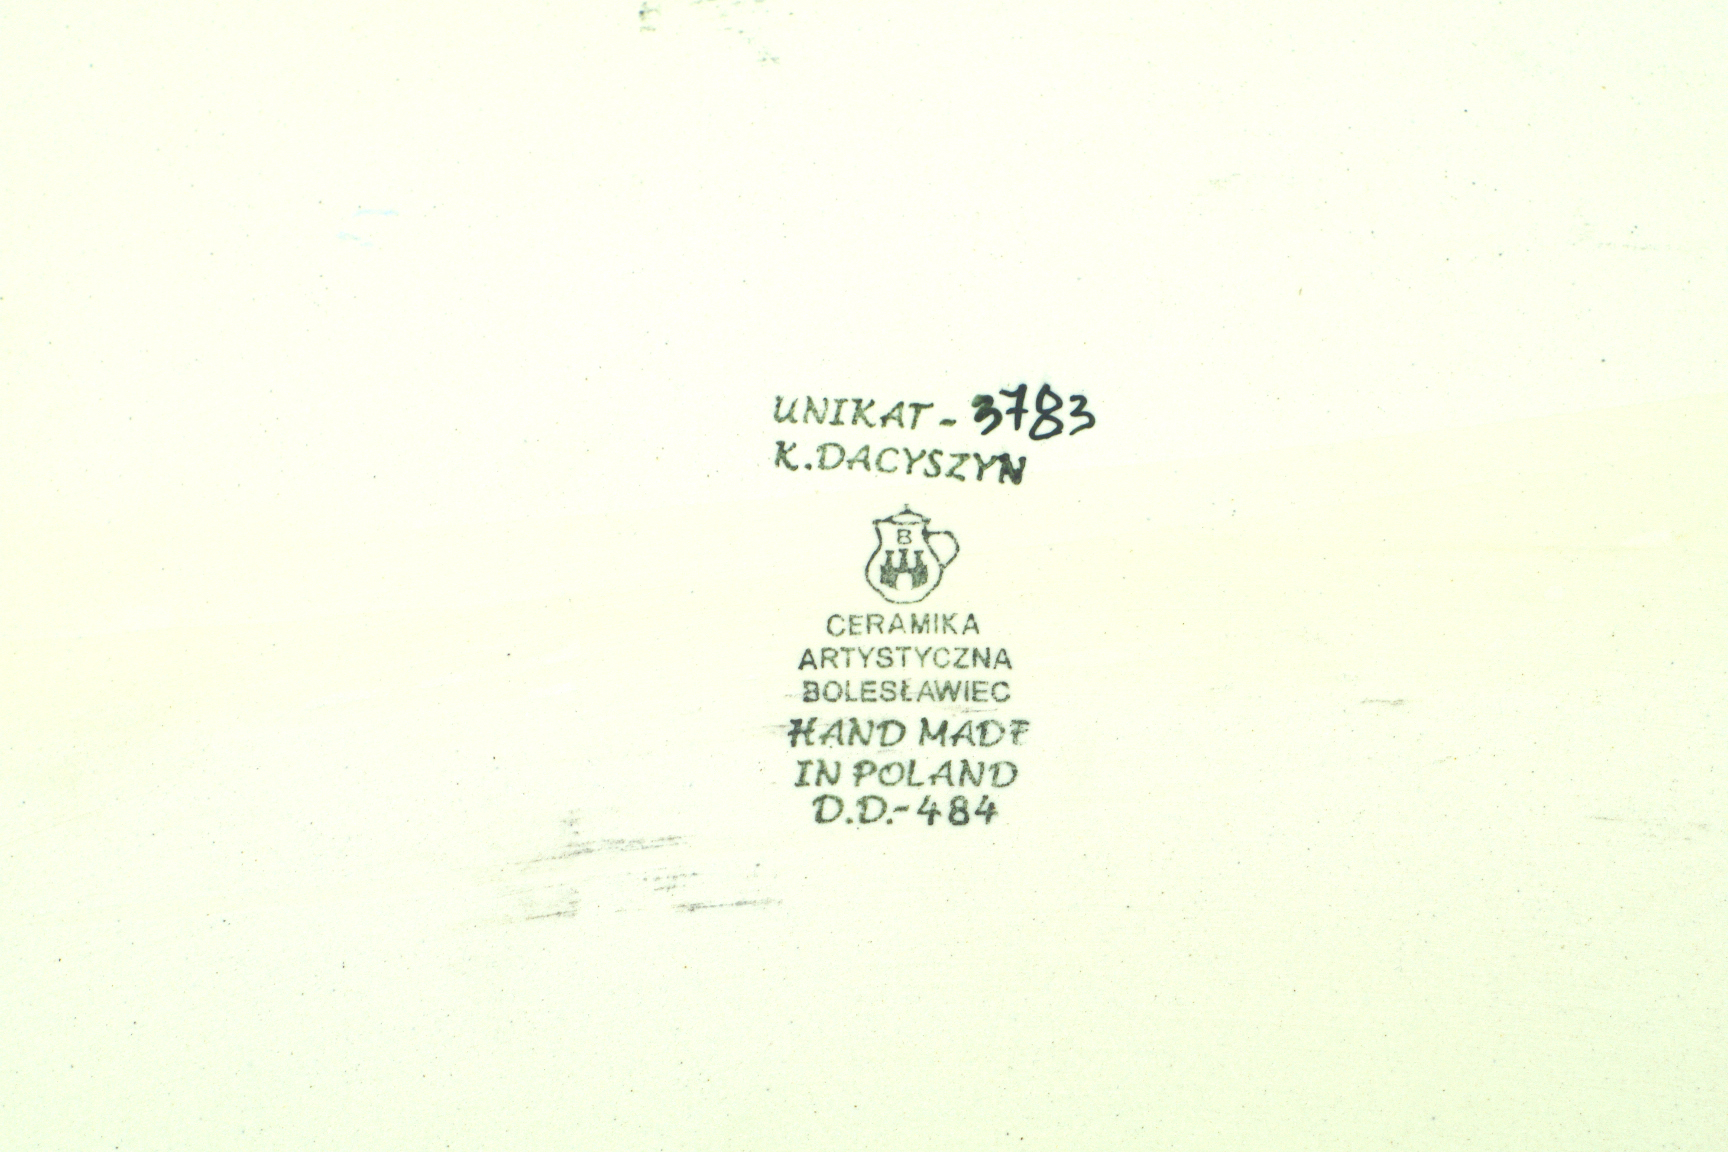 UNIKAT - 3783
K. DACYSZYN
B
CERAMIKA
ARTYSTYCZNA
BOLESŁAWIEC
HAND MADE
IN POLAND
D.D.-484